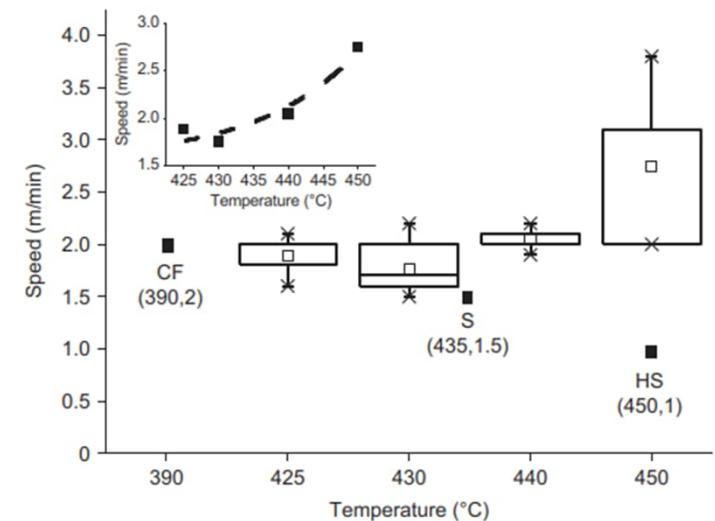 4.0
3.5
3.0
2.5
2.0
1.5
1.0
0.5
0
Speed (m/min)
390
425
430
440
450
Temperature (°C)
3.0
2.5
2.0
1.5
Speed (m/min)
425 430 435 440 445 450
Temperature (°C)
CF
(390,2)
S
(435,1.5)
HS
(450,1)